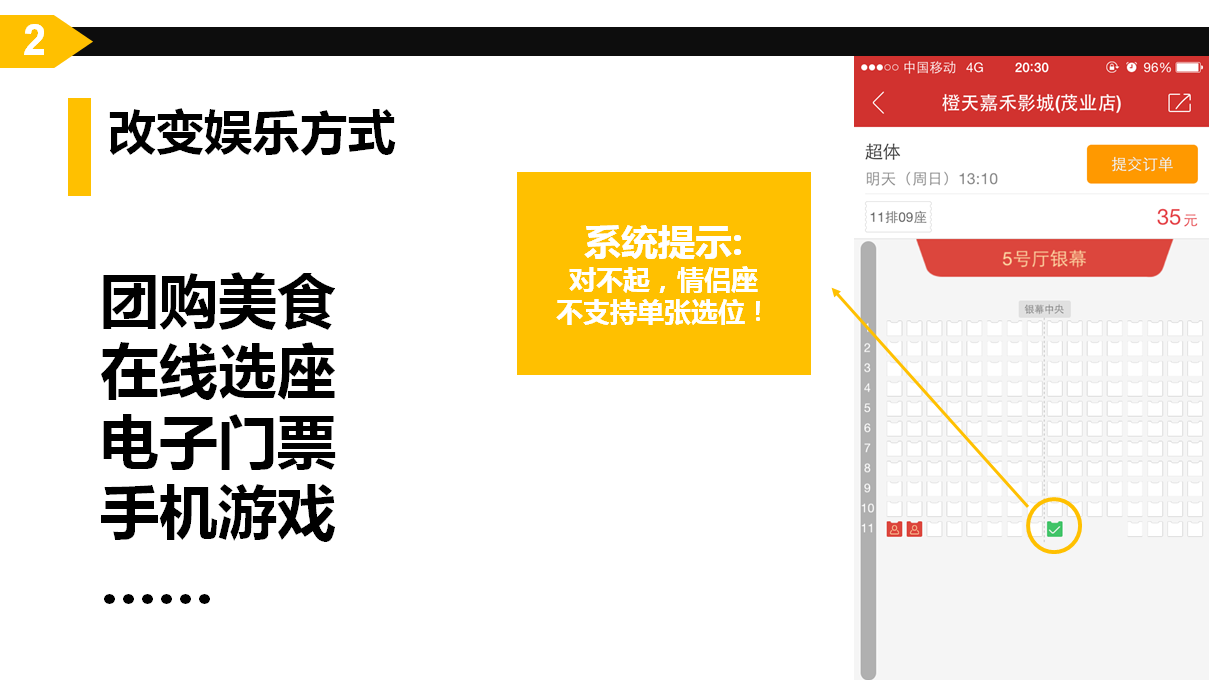 2
改变娱乐方式
团购美食
在线选座
电子门票
手机游戏
······
系统提示:
对不起，情侣座
不支持单张选位！
中国移动 4G 20:30 96%
橙天嘉禾影城(茂业店)
超体
明天（周日）13:10
提交订单
11排09座
35元
5号厅银幕
银幕中央
1
2
3
4
5
6
7
8
9
10
11